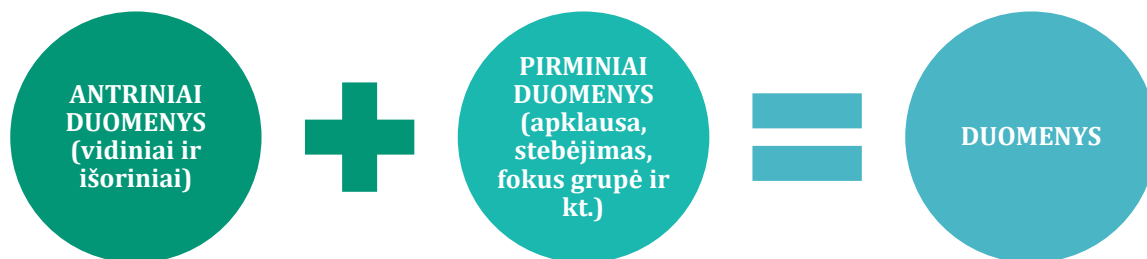 ANTRINIAI
DUOMENYS
(vidiniai ir
išoriniai)
PIRMINIAI
DUOMENYS
(apklausa,
stebėjimas,
fokus grupė ir
kt.)
DUOMENYS